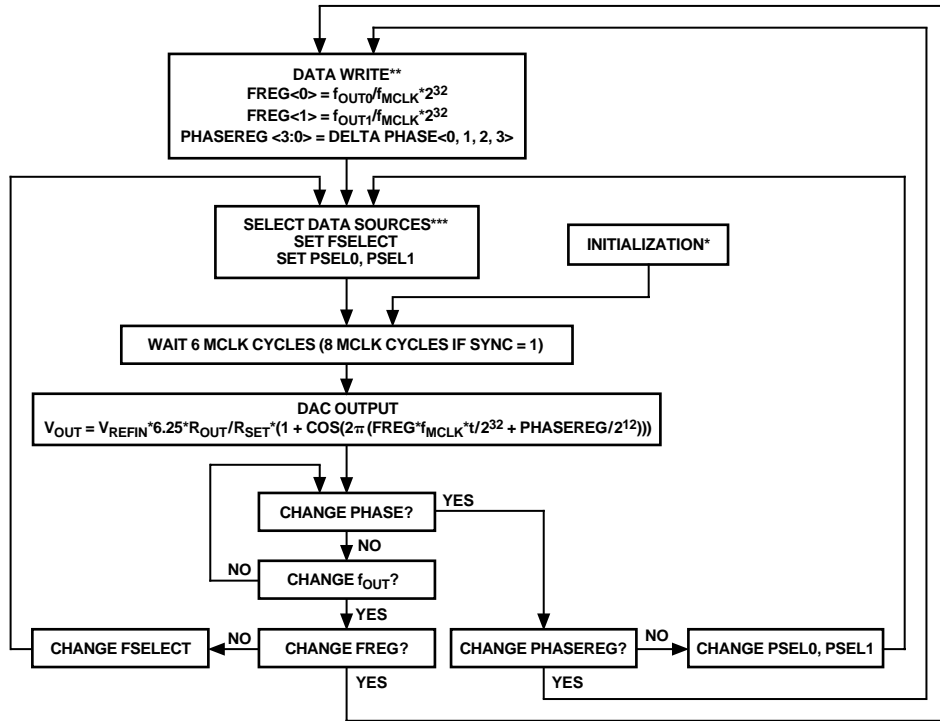 DATA WRITE**
FREG<0> = fOUT0/fMCLK*2^32
FREG<1> = fOUT1/fMCLK*2^32
PHASEREG <3:0> = DELTA PHASE<0, 1, 2, 3>
SELECT DATA SOURCES***
SET FSELECT
SET PSEL0, PSEL1
INITIALIZATION*
WAIT 6 MCLK CYCLES (8 MCLK CYCLES IF SYNC = 1)
DAC OUTPUT
VOUT = VREFIN*6.25*ROUT/RSET*(1 + COS(2π(FREG*fMCLK*t/2^32 + PHASEREG/2^12)))
CHANGE PHASE?
YES
NO
NO
CHANGE fOUT?
YES
CHANGE FSELECT
NO
CHANGE FREG?
CHANGE PHASEREG?
NO
CHANGE PSEL0, PSEL1
YES
YES